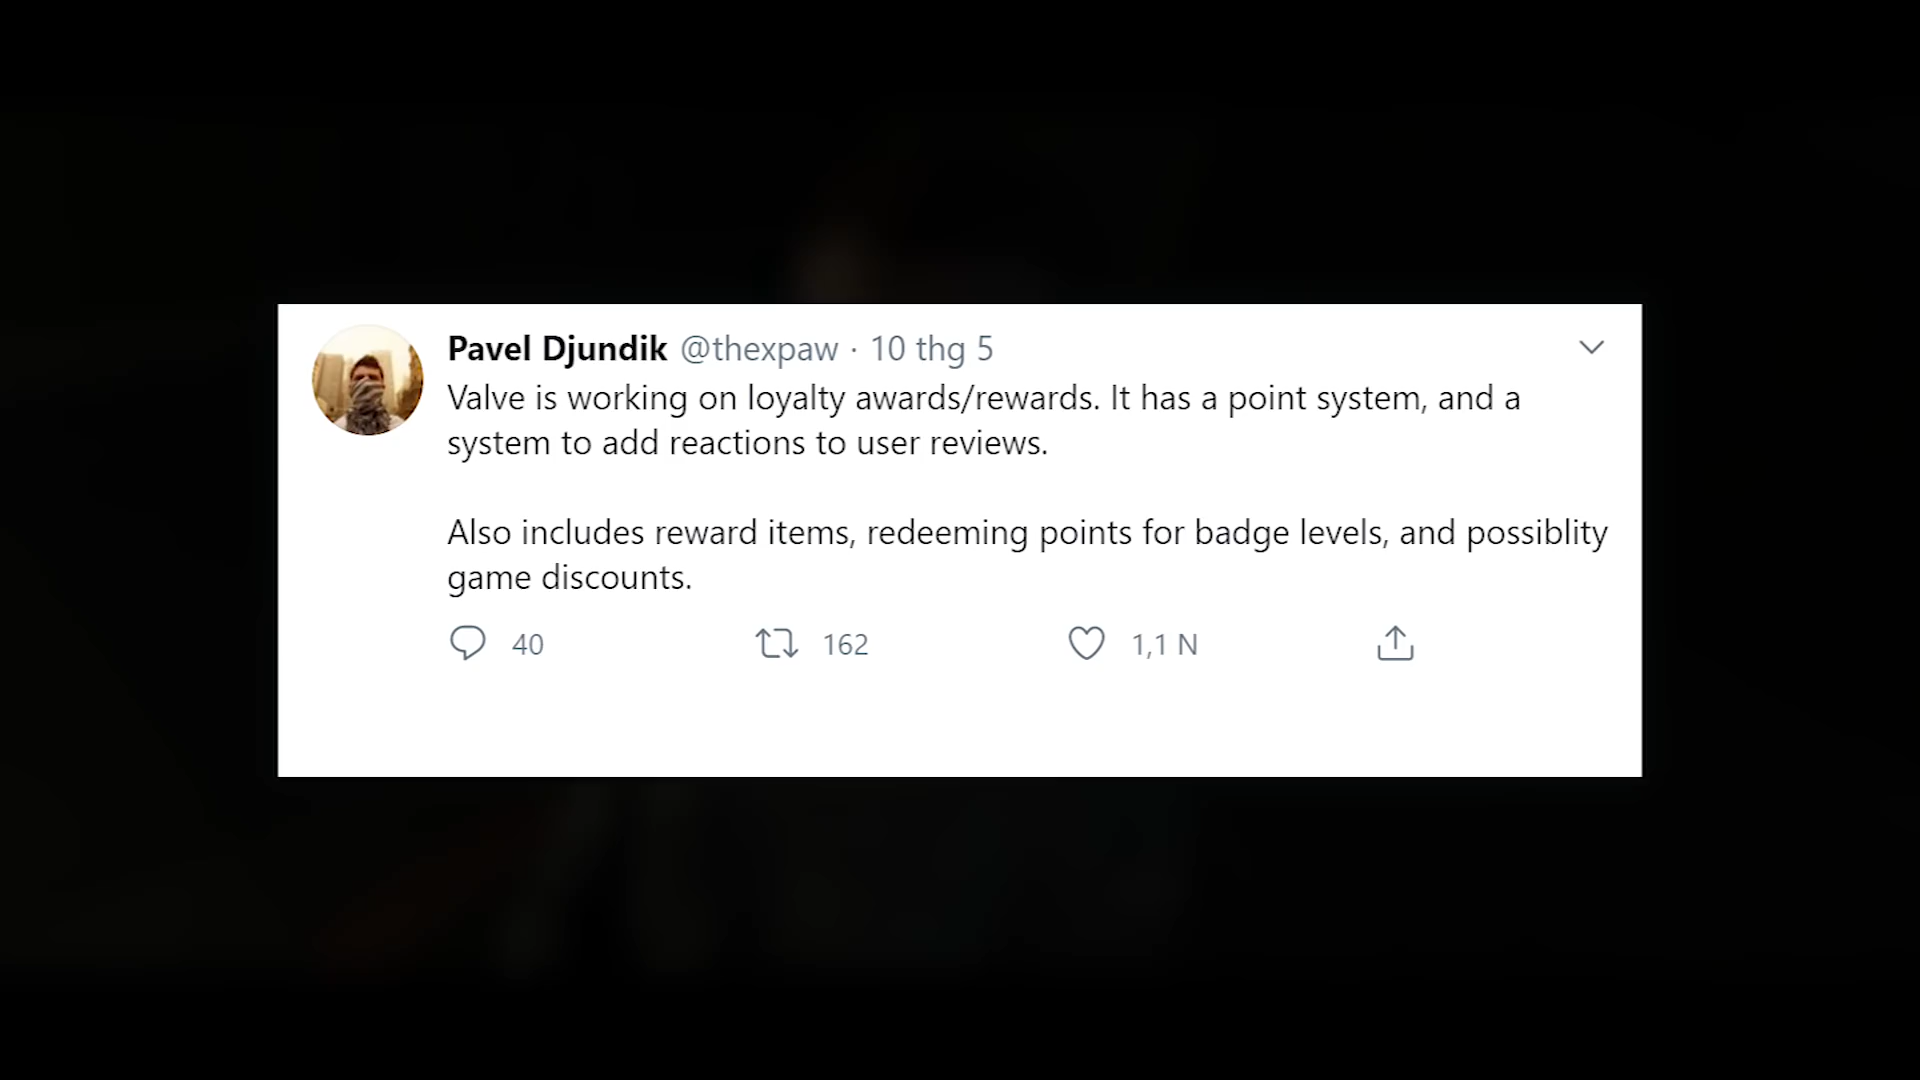 Pavel Djundik @thexpaw · 10 thg 5
Valve is working on loyalty awards/rewards. It has a point system, and a
system to add reactions to user reviews.
Also includes reward items, redeeming points for badge levels, and possiblity
game discounts.
40 162 1,1 N